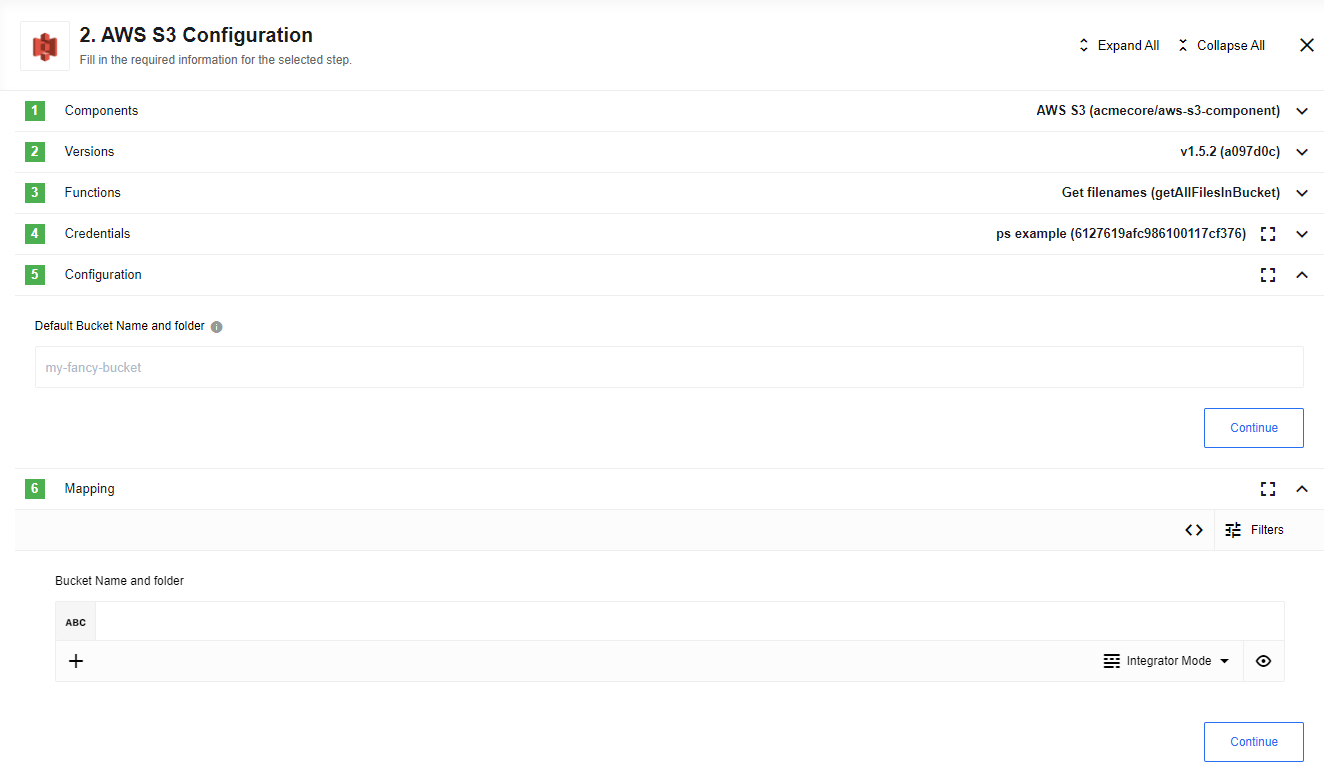 2. AWS S3 Configuration
Fill in the required information for the selected step.
Expand All
Collapse All
1 Components AWS S3 (acmecore/aws-s3-component)
2 Versions v1.5.2 (a097d0c)
3 Functions Get filenames (getAllFilesInBucket)
4 Credentials ps example (6127619afc986100117cf376)
5 Configuration
Default Bucket Name and folder i
my-fancy-bucket
Continue
6 Mapping
Filters
Bucket Name and folder
ABC
Integrator Mode
Continue